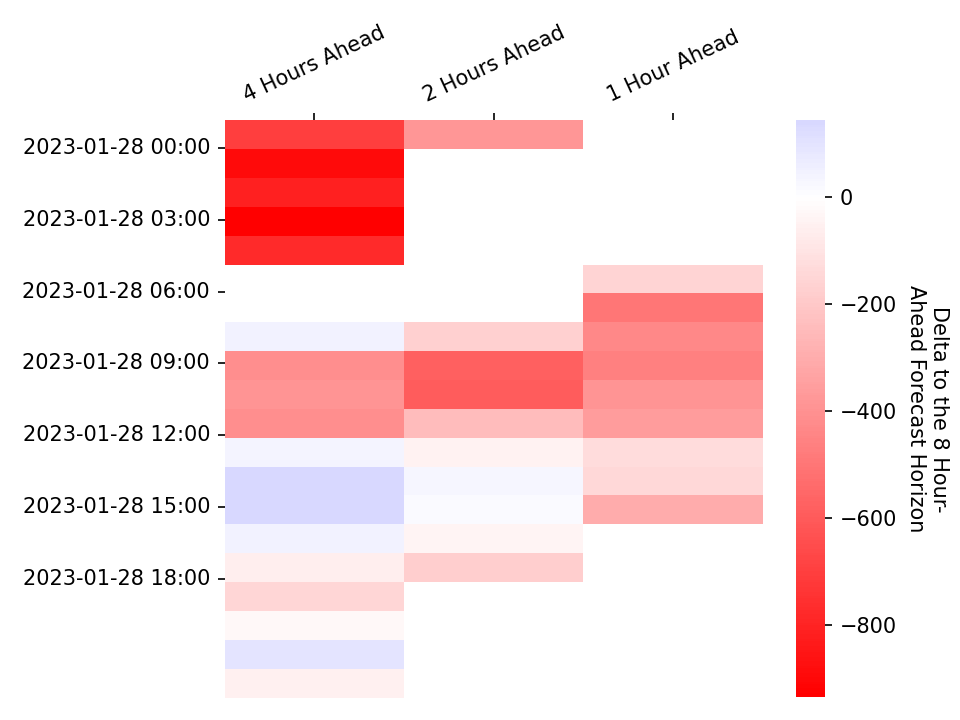 4 Hours Ahead
2 Hours Ahead
1 Hour Ahead
2023-01-28 00:00
2023-01-28 03:00
2023-01-28 06:00
2023-01-28 09:00
2023-01-28 12:00
2023-01-28 15:00
2023-01-28 18:00
0
−200
−400
−600
−800
Delta to the 8 Hour-
Ahead Forecast Horizon